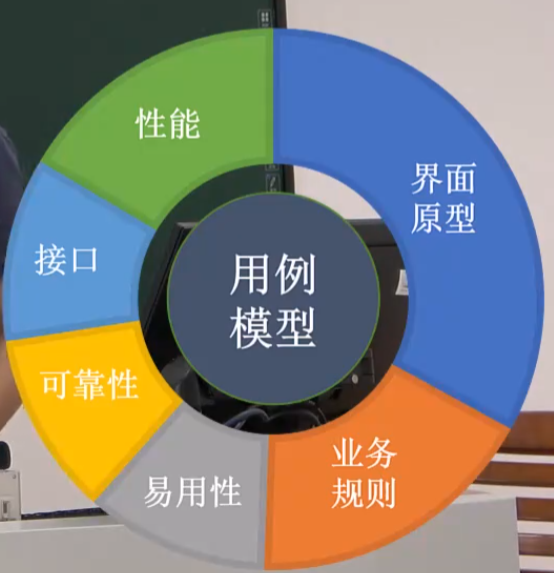 性能
界面
原型
接口
用例
模型
可靠性
业务
规则
易用性